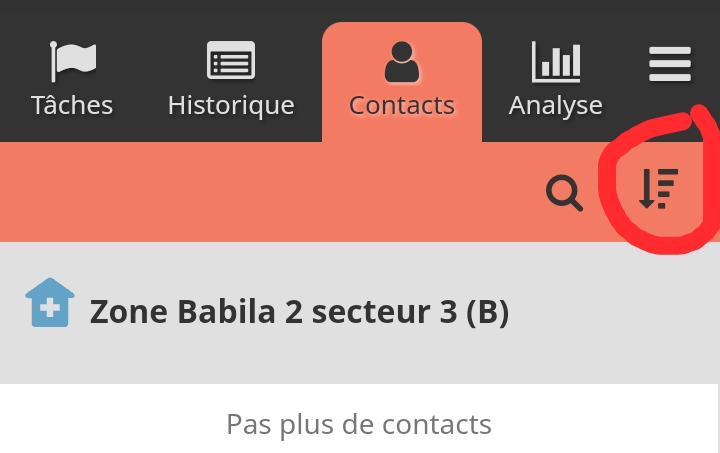 Tâches Historique Contacts Analyse
Zone Babila 2 secteur 3 (B)
Pas plus de contacts